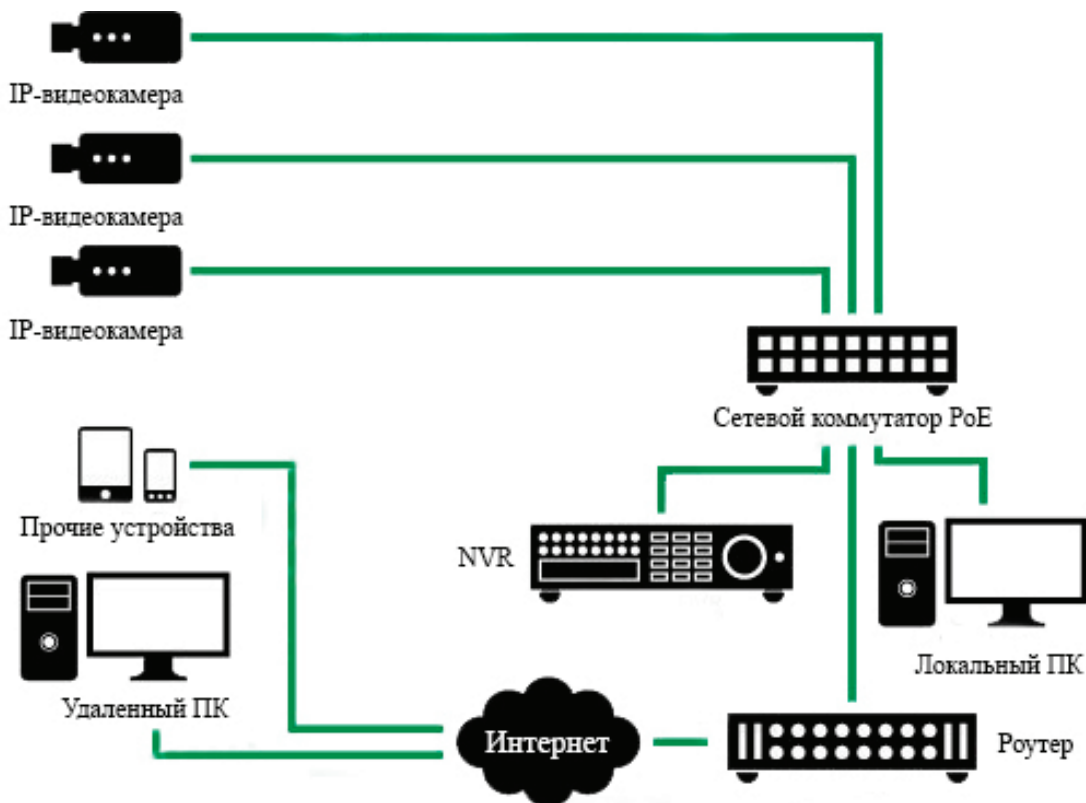 IP-видеокамера
IP-видеокамера
IP-видеокамера
Сетевой коммутатор PoE
Прочие устройства
NVR
Локальный ПК
Удаленный ПК
Интернет
Роутер